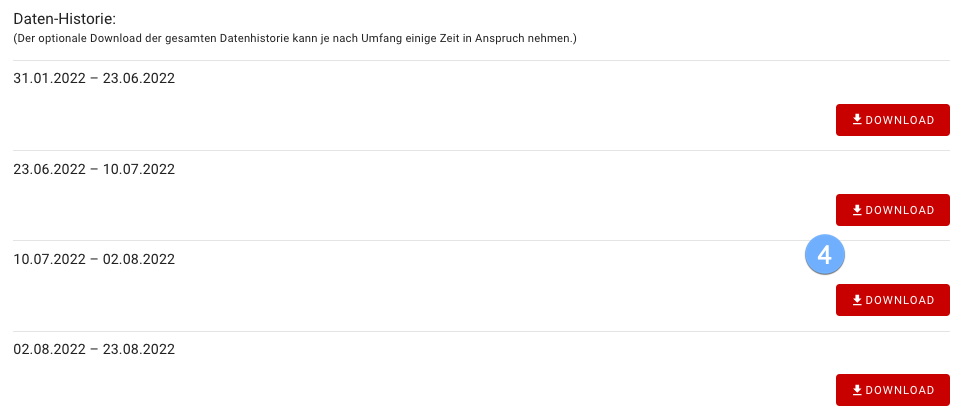 Daten-Historie:
(Der optionale Download der gesamten Datenhistorie kann je nach Umfang einige Zeit in Anspruch nehmen.)
31.01.2022 – 23.06.2022
DOWNLOAD
23.06.2022 – 10.07.2022
DOWNLOAD
4
10.07.2022 – 02.08.2022
DOWNLOAD
02.08.2022 – 23.08.2022
DOWNLOAD